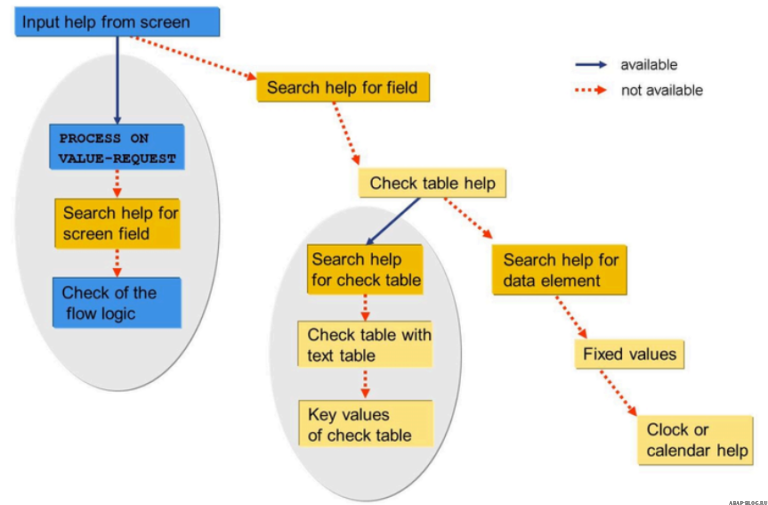 Input help from screen
available
Search help for field
not available
PROCESS ON
VALUE-REQUEST
Check table help
Search help for
screen field
Search help
for check table
Search help for
data element
Check of the
flow logic
Check table with
text table
Fixed values
Key values
of check table
Clock or
calendar help
ABAP-BLOG.RU